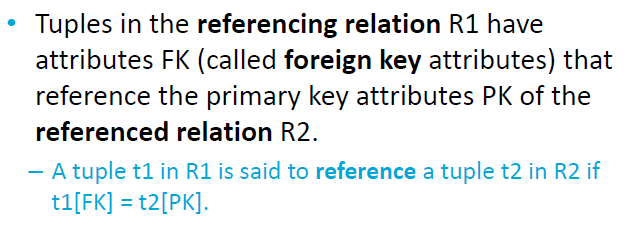 • Tuples in the referencing relation R1 have
attributes FK (called foreign key attributes) that
reference the primary key attributes PK of the
referenced relation R2.
– A tuple t1 in R1 is said to reference a tuple t2 in R2 if
t1[FK] = t2[PK].